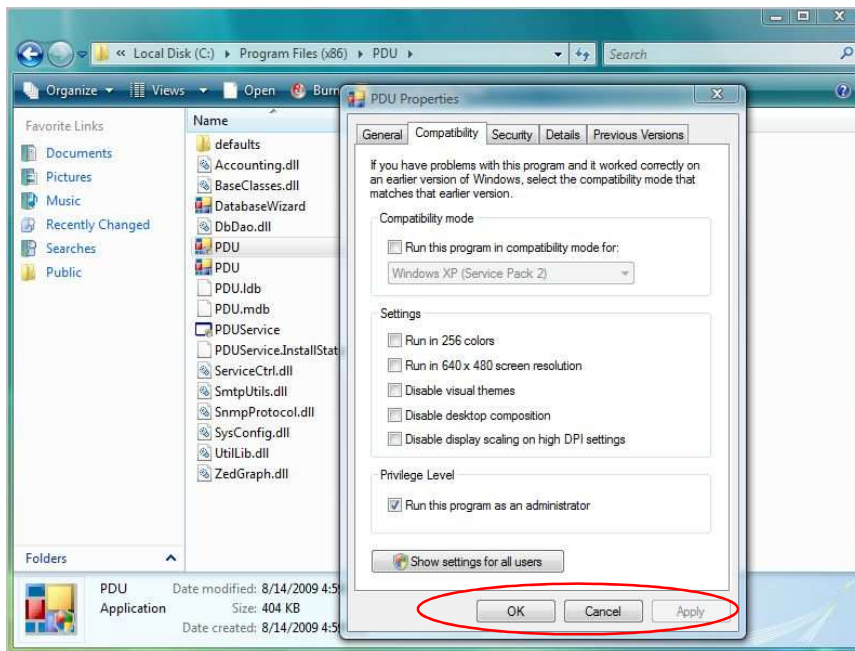 « Local Disk (C:) ▸ Program Files (x86) ▸ PDU ▸
Search
Organize
Views
Open
Burn
Favorite Links
Documents
Pictures
Music
Recently Changed
Searches
Public
Folders
Name
defaults
Accounting.dll
BaseClasses.dll
DatabaseWizard
DbDao.dll
PDU
PDU
PDU.ldb
PDU.mdb
PDUService
PDUService.InstallStat
ServiceCtrl.dll
SmtpUtils.dll
SnmpProtocol.dll
SysConfig.dll
UtilLib.dll
ZedGraph.dll
PDU Properties
General Compatibility Security Details Previous Versions
If you have problems with this program and it worked correctly on
an earlier version of Windows, select the compatibility mode that
matches that earlier version.
Compatibility mode
Run this program in compatibility mode for:
Windows XP (Service Pack 2)
Settings
Run in 256 colors
Run in 640 x 480 screen resolution
Disable visual themes
Disable desktop composition
Disable display scaling on high DPI settings
Privilege Level
Run this program as an administrator
Show settings for all users
OK Cancel Apply
PDU Date modified: 8/14/2009 4:5
Application Size: 404 KB
Date created: 8/14/2009 4:5